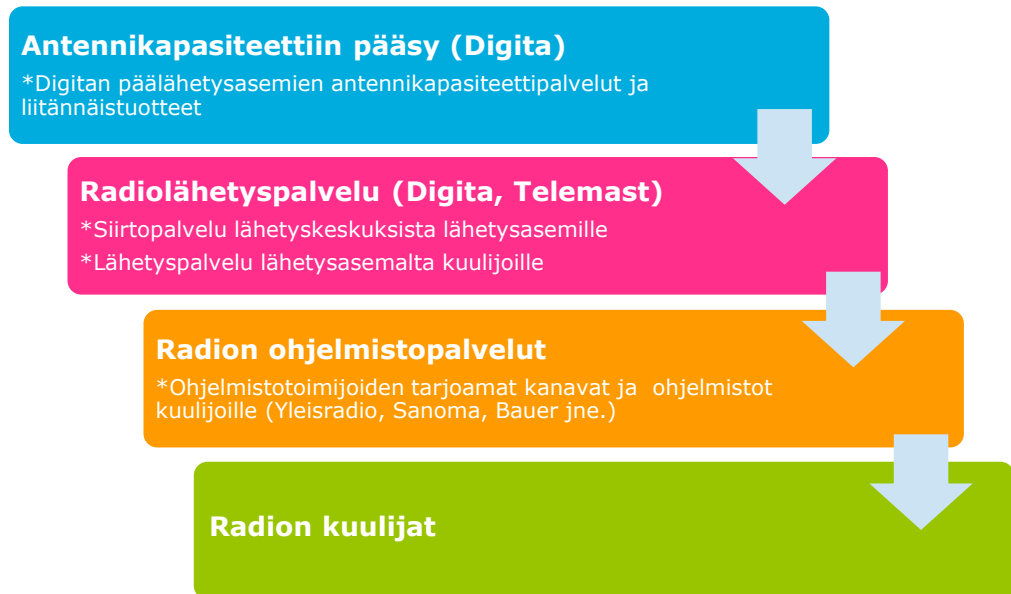 Antennikapasiteettiin pääsy (Digita)
*Digitan päälähetysasemien antennikapasiteettipalvelut ja
liitännäistuotteet
Radiolähetyspalvelu (Digita, Telemast)
*Siirtopalvelu lähetyskeskuksista lähetysasemille
*Lähetyspalvelu lähetysasemalta kuulijoille
Radion ohjelmistopalvelut
*Ohjelmistotoimijoiden tarjoamat kanavat ja  ohjelmistot
kuulijoille (Yleisradio, Sanoma, Bauer jne.)
Radion kuulijat